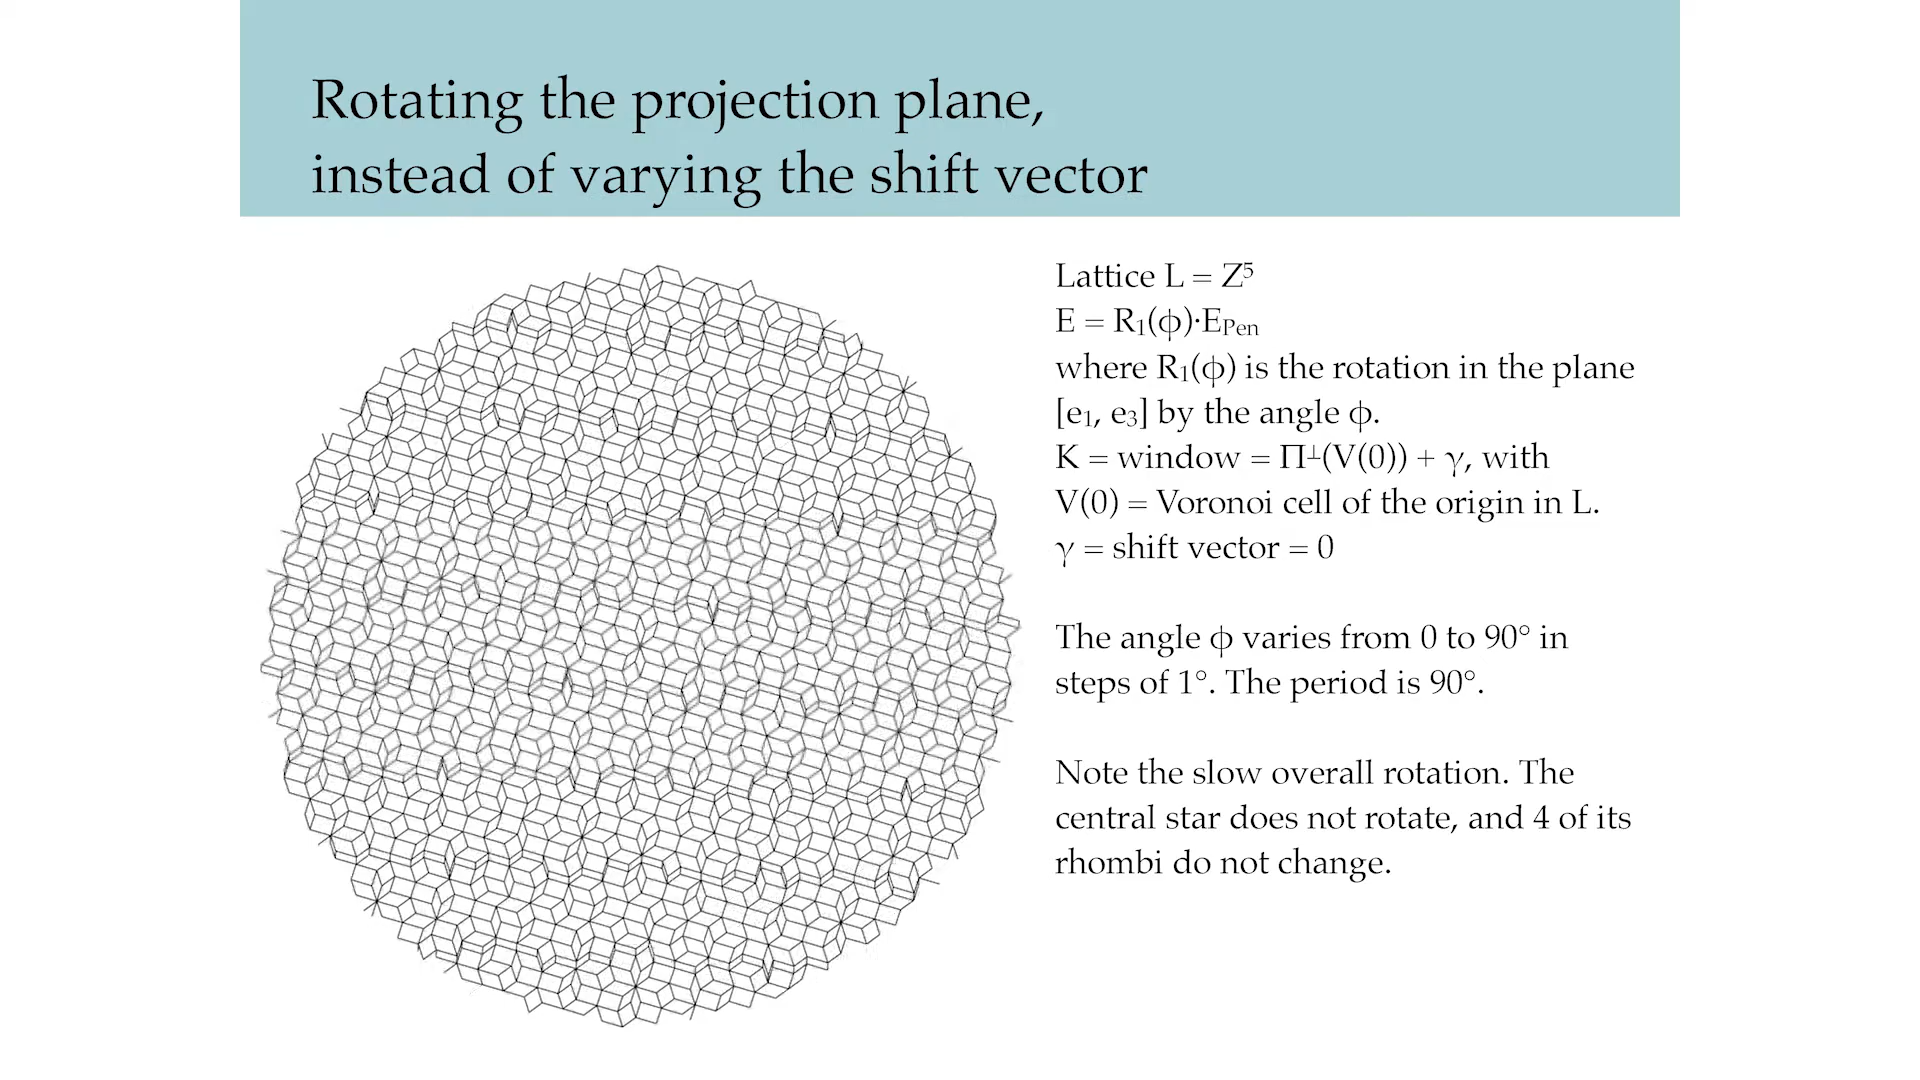 Rotating the projection plane,
instead of varying the shift vector
Lattice L = Z⁵
E = R₁(ϕ)·E_Pen
where R₁(ϕ) is the rotation in the plane
[e₁, e₃] by the angle ϕ.
K = window = Π⊥(V(0)) + γ, with
V(0) = Voronoi cell of the origin in L.
γ = shift vector = 0
The angle ϕ varies from 0 to 90° in
steps of 1°. The period is 90°.
Note the slow overall rotation. The
central star does not rotate, and 4 of its
rhombi do not change.